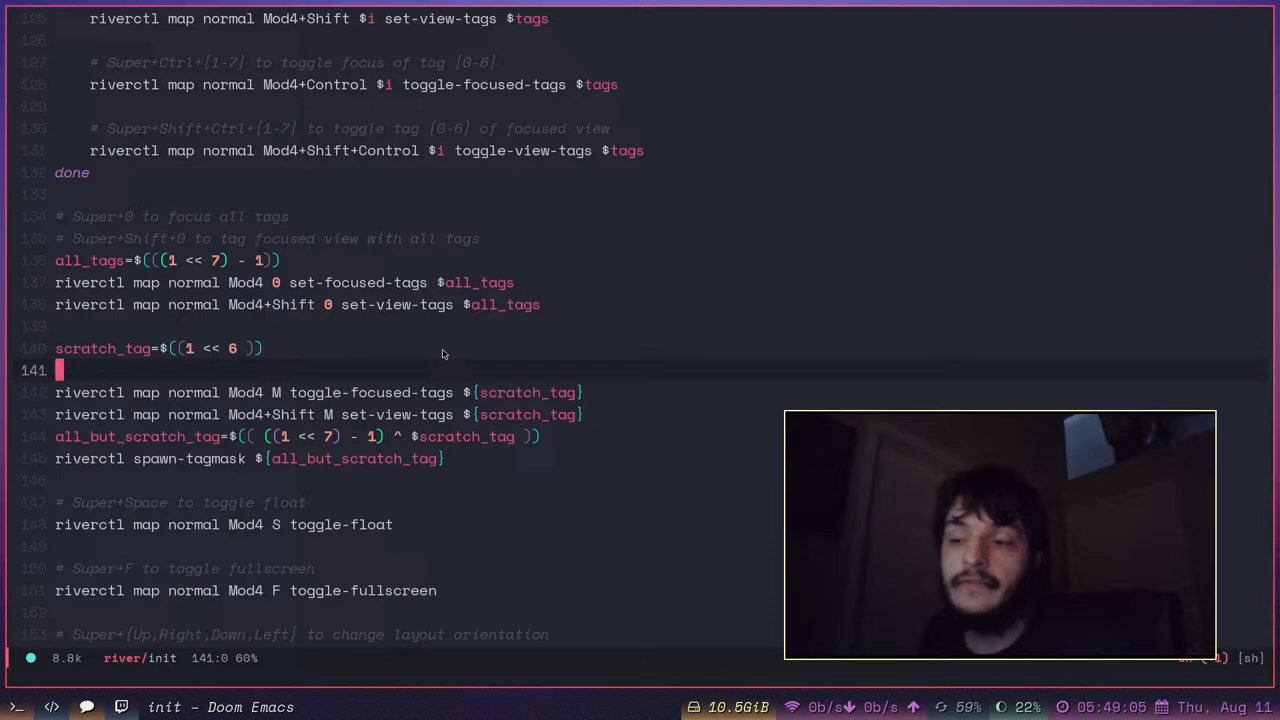 125 riverctl map normal Mod4+Shift $i set-view-tags $tags
126
127 # Super+Ctrl+[1-7] to toggle focus of tag [0-6]
128 riverctl map normal Mod4+Control $i toggle-focused-tags $tags
129
130 # Super+Shift+Ctrl+[1-7] to toggle tag [0-6] of focused view
131 riverctl map normal Mod4+Shift+Control $i toggle-view-tags $tags
132 done
133
134 # Super+0 to focus all tags
135 # Super+Shift+0 to tag focused view with all tags
136 all_tags=$(((1 << 7) - 1))
137 riverctl map normal Mod4 0 set-focused-tags $all_tags
138 riverctl map normal Mod4+Shift 0 set-view-tags $all_tags
139
140 scratch_tag=$((1 << 6 ))
141
142 riverctl map normal Mod4 M toggle-focused-tags ${scratch_tag}
143 riverctl map normal Mod4+Shift M set-view-tags ${scratch_tag}
144 all_but_scratch_tag=$(( ((1 << 7) - 1) ^ $scratch_tag ))
145 riverctl spawn-tagmask ${all_but_scratch_tag}
146
147 # Super+Space to toggle float
148 riverctl map normal Mod4 S toggle-float
149
150 # Super+F to toggle fullscreen
151 riverctl map normal Mod4 F toggle-fullscreen
152
153 # Super+{Up,Right,Down,Left} to change layout orientation
8.8k river/init 141:0 60% [sh]
init – Doom Emacs 10.5GiB 0b/s 0b/s 59% 22% 05:49:05 Thu, Aug 11